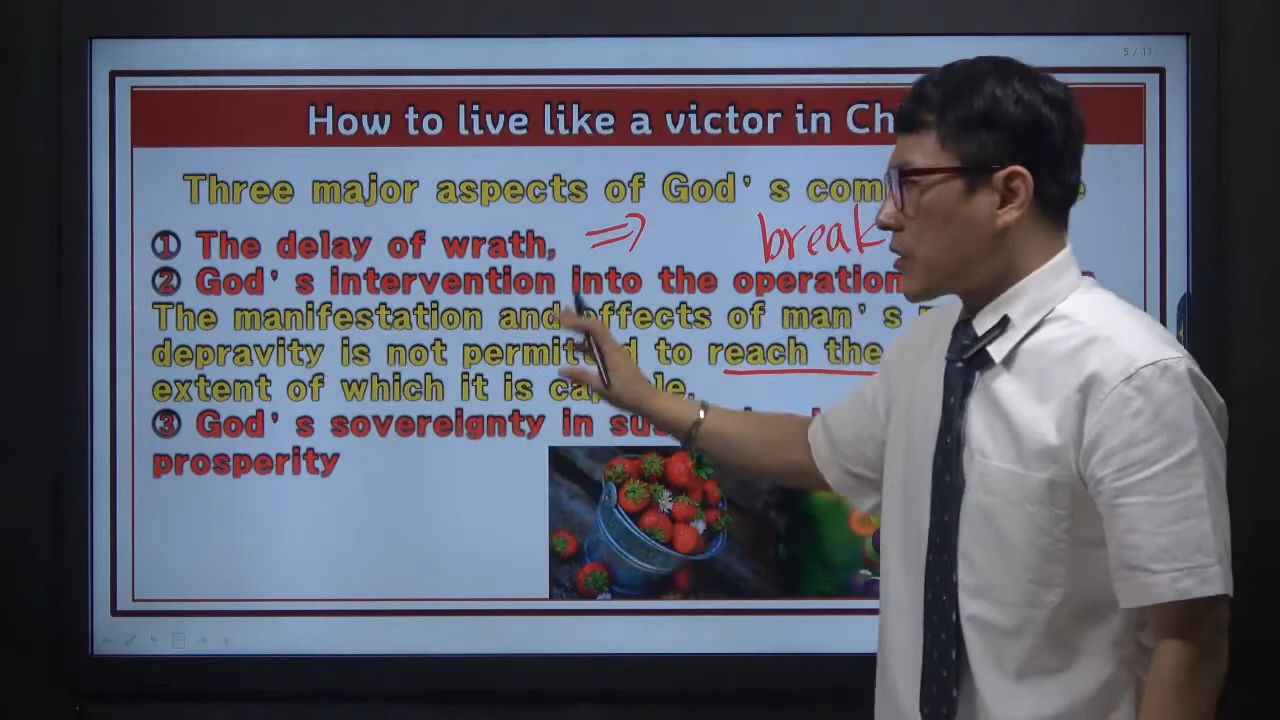 5 / 11
How to live like a victor in Ch
Three major aspects of God's com e
① The delay of wrath, ⇒ break
② God's intervention into the operation
The manifestation and effects of man's
depravity is not permitted to reach the
extent of which it is capable.
③ God's sovereignty in
prosperity